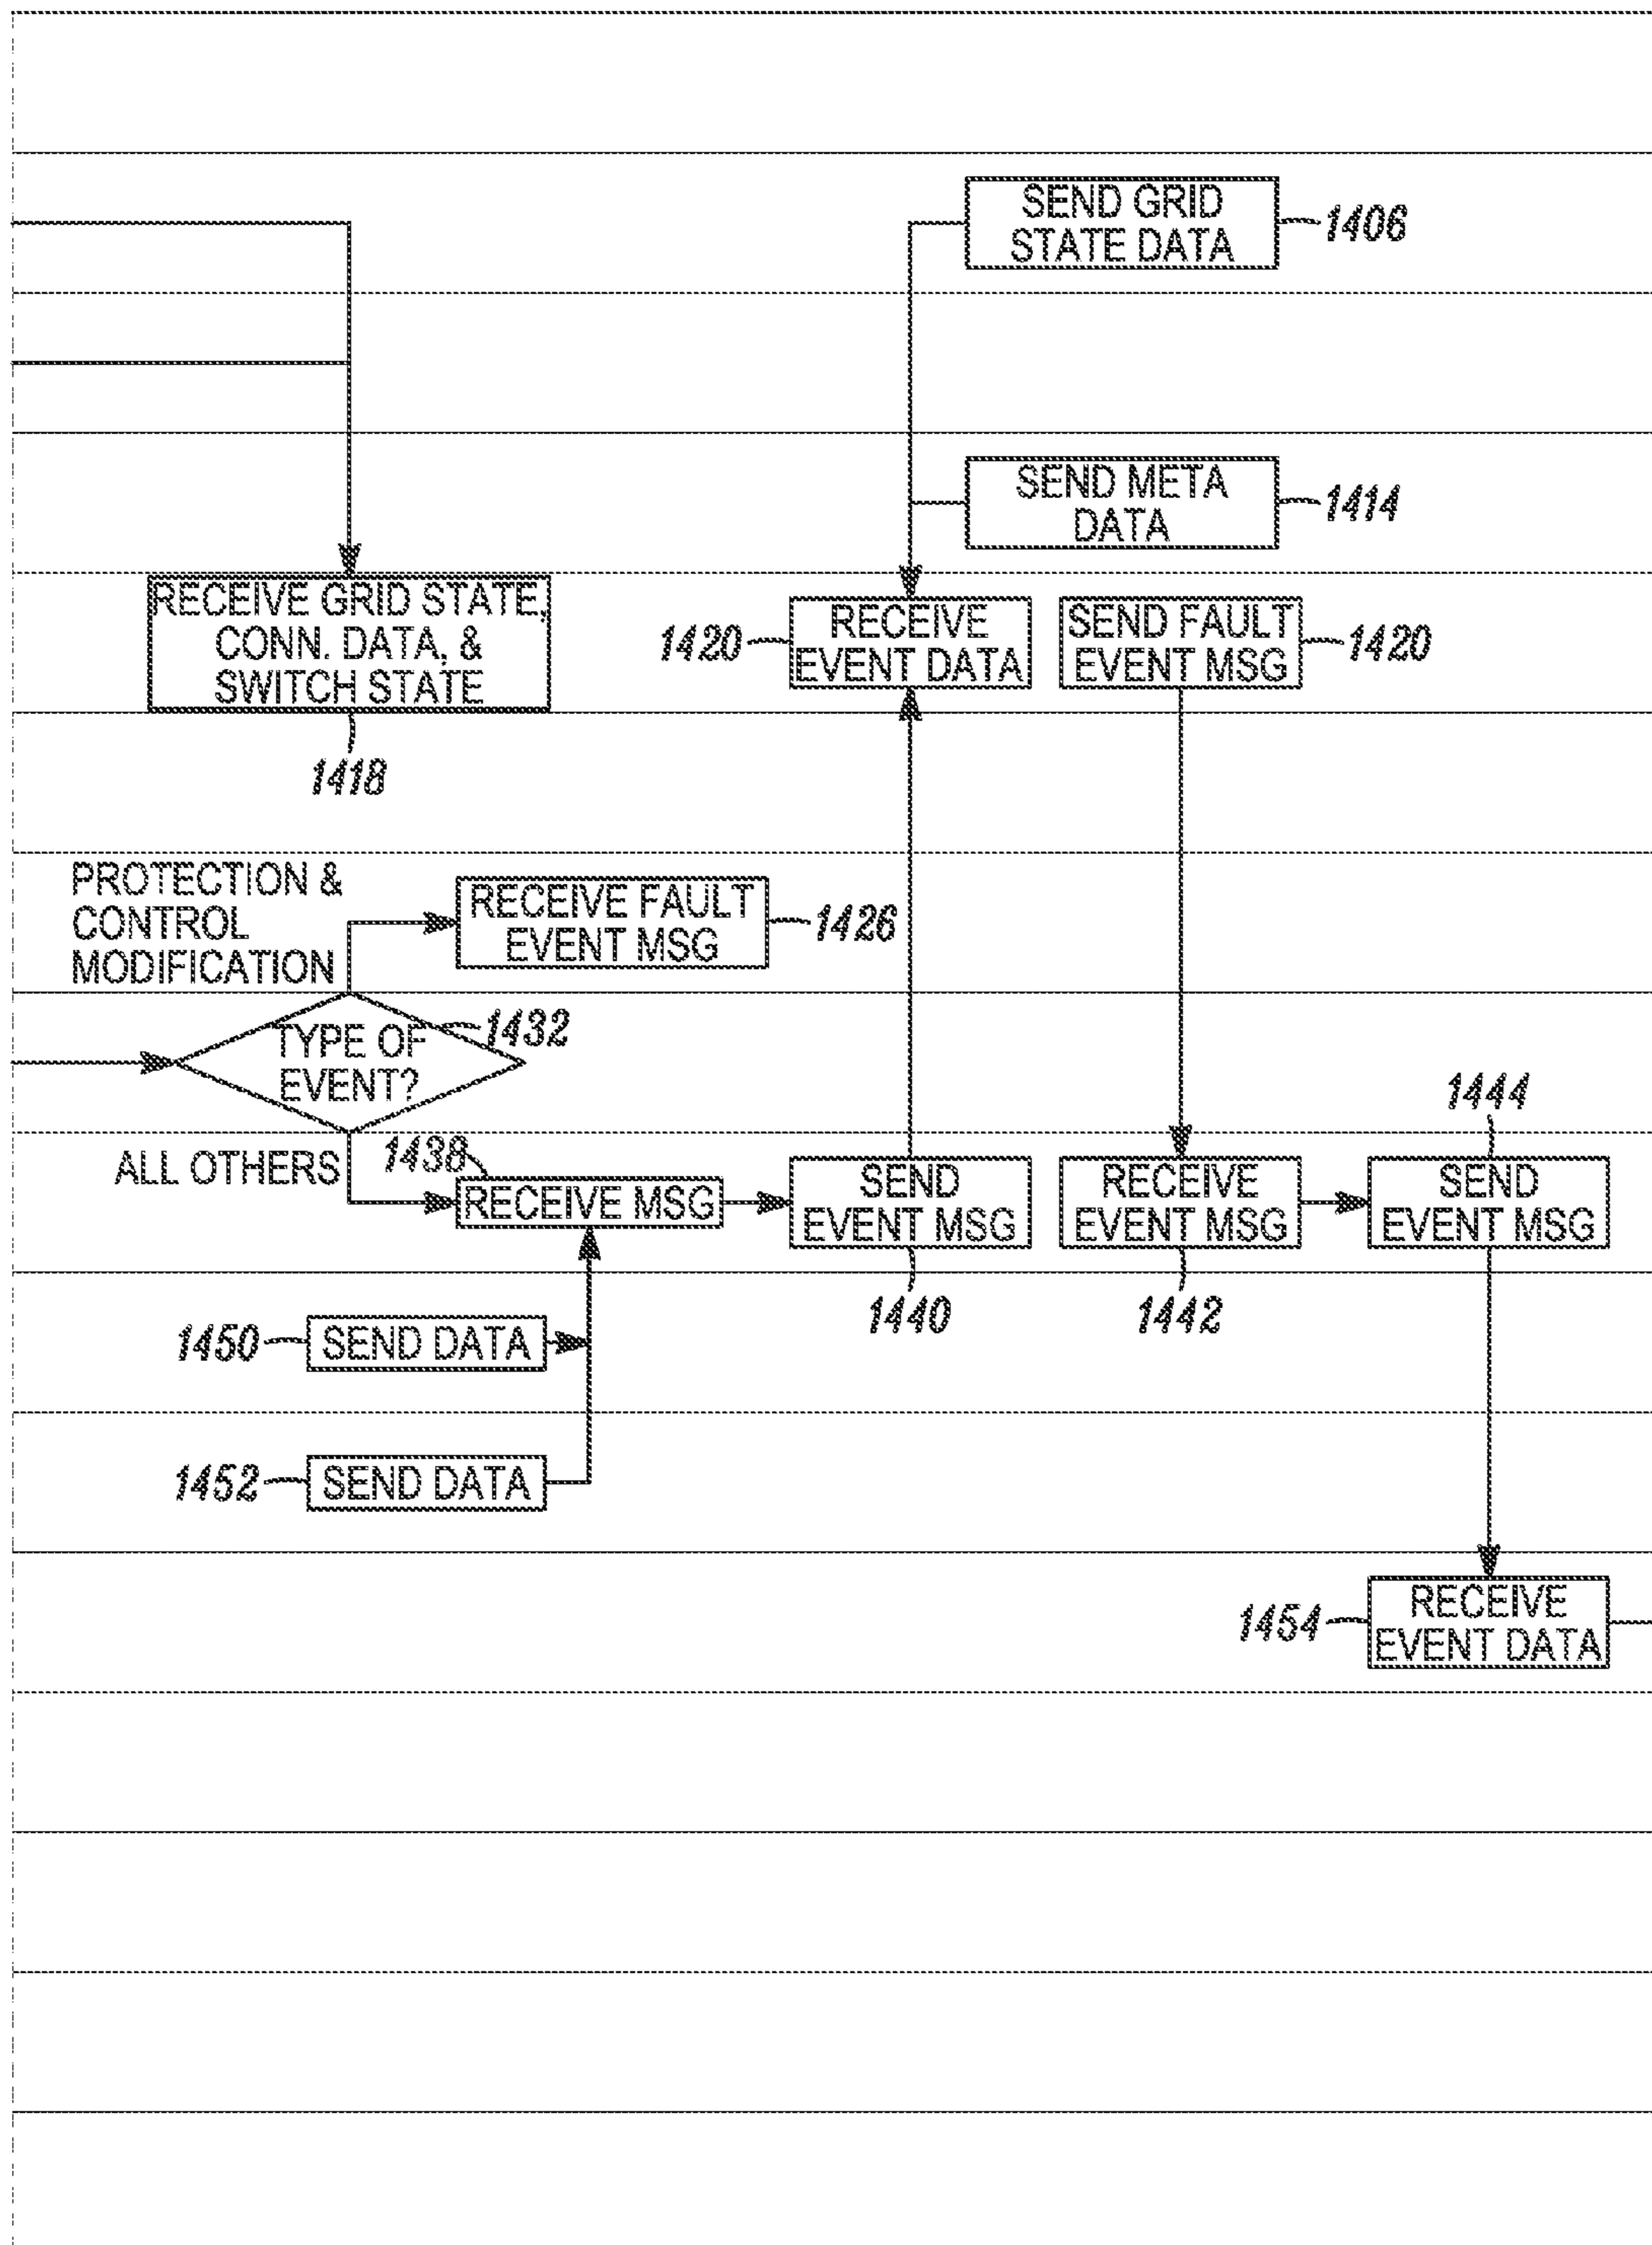 SEND GRID
STATE DATA
1406
SEND META
DATA
1414
RECEIVE GRID STATE,
CONN. DATA, &
SWITCH STATE
1418
1420
RECEIVE
EVENT DATA
SEND FAULT
EVENT MSG
1420
PROTECTION &
CONTROL
MODIFICATION
RECEIVE FAULT
EVENT MSG
1426
TYPE OF
EVENT?
1432
ALL OTHERS
1438
RECEIVE MSG
SEND
EVENT MSG
1440
RECEIVE
EVENT MSG
1442
1444
SEND
EVENT MSG
1450
SEND DATA
1452
SEND DATA
1454
RECEIVE
EVENT DATA